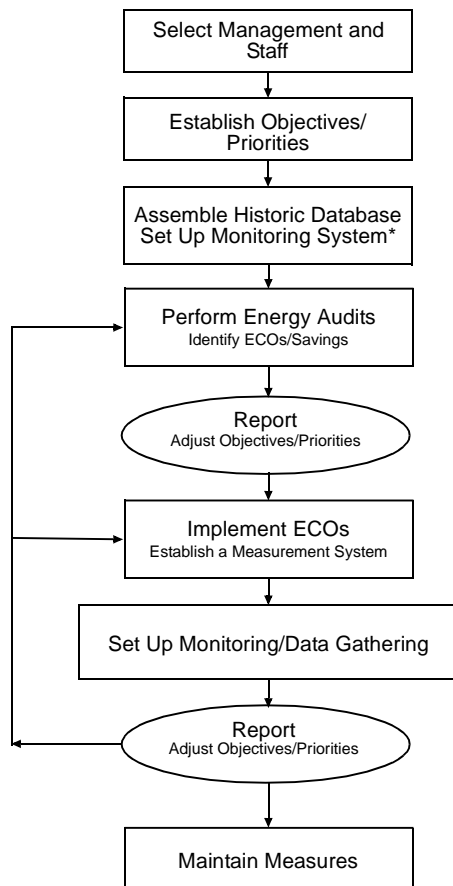 Select Management and
Staff
Establish Objectives/
Priorities
Assemble Historic Database
Set Up Monitoring System*
Perform Energy Audits
Identify ECOs/Savings
Report
Adjust Objectives/Priorities
Implement ECOs
Establish a Measurement System
Set Up Monitoring/Data Gathering
Report
Adjust Objectives/Priorities
Maintain Measures